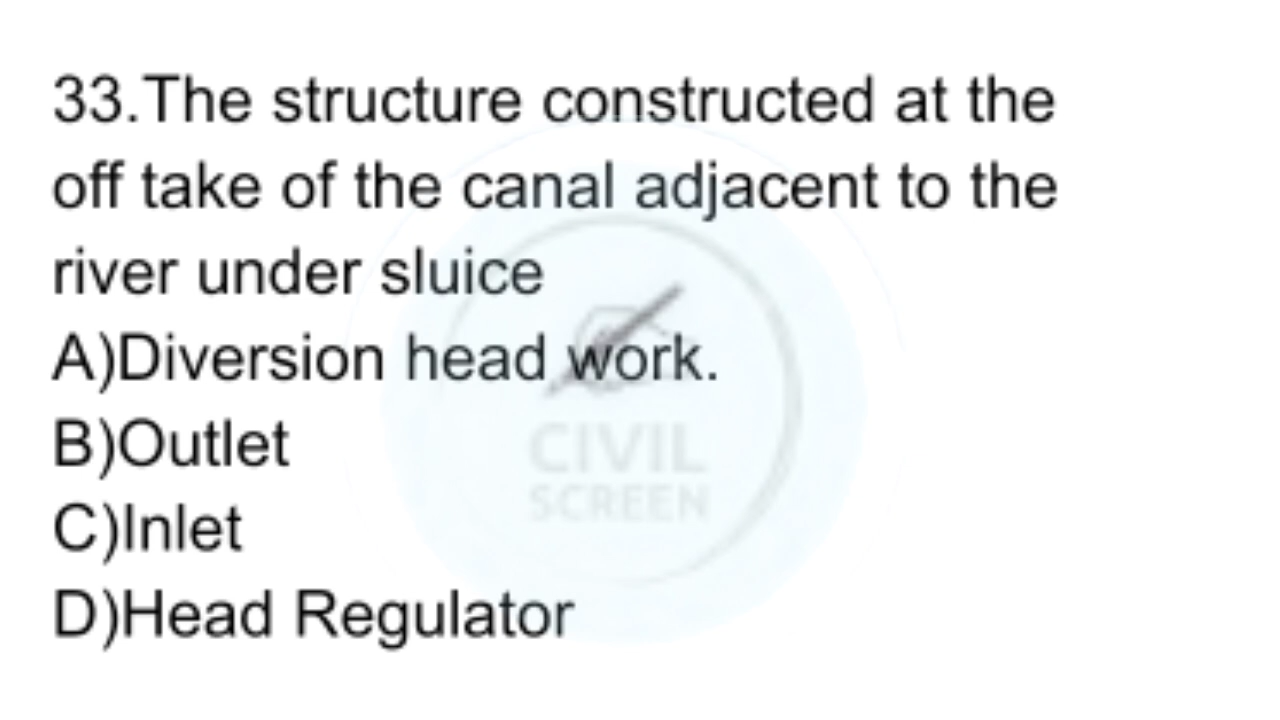 33.The structure constructed at the
off take of the canal adjacent to the
river under sluice
A)Diversion head work.
B)Outlet
C)Inlet
D)Head Regulator
CIVIL
SCREEN